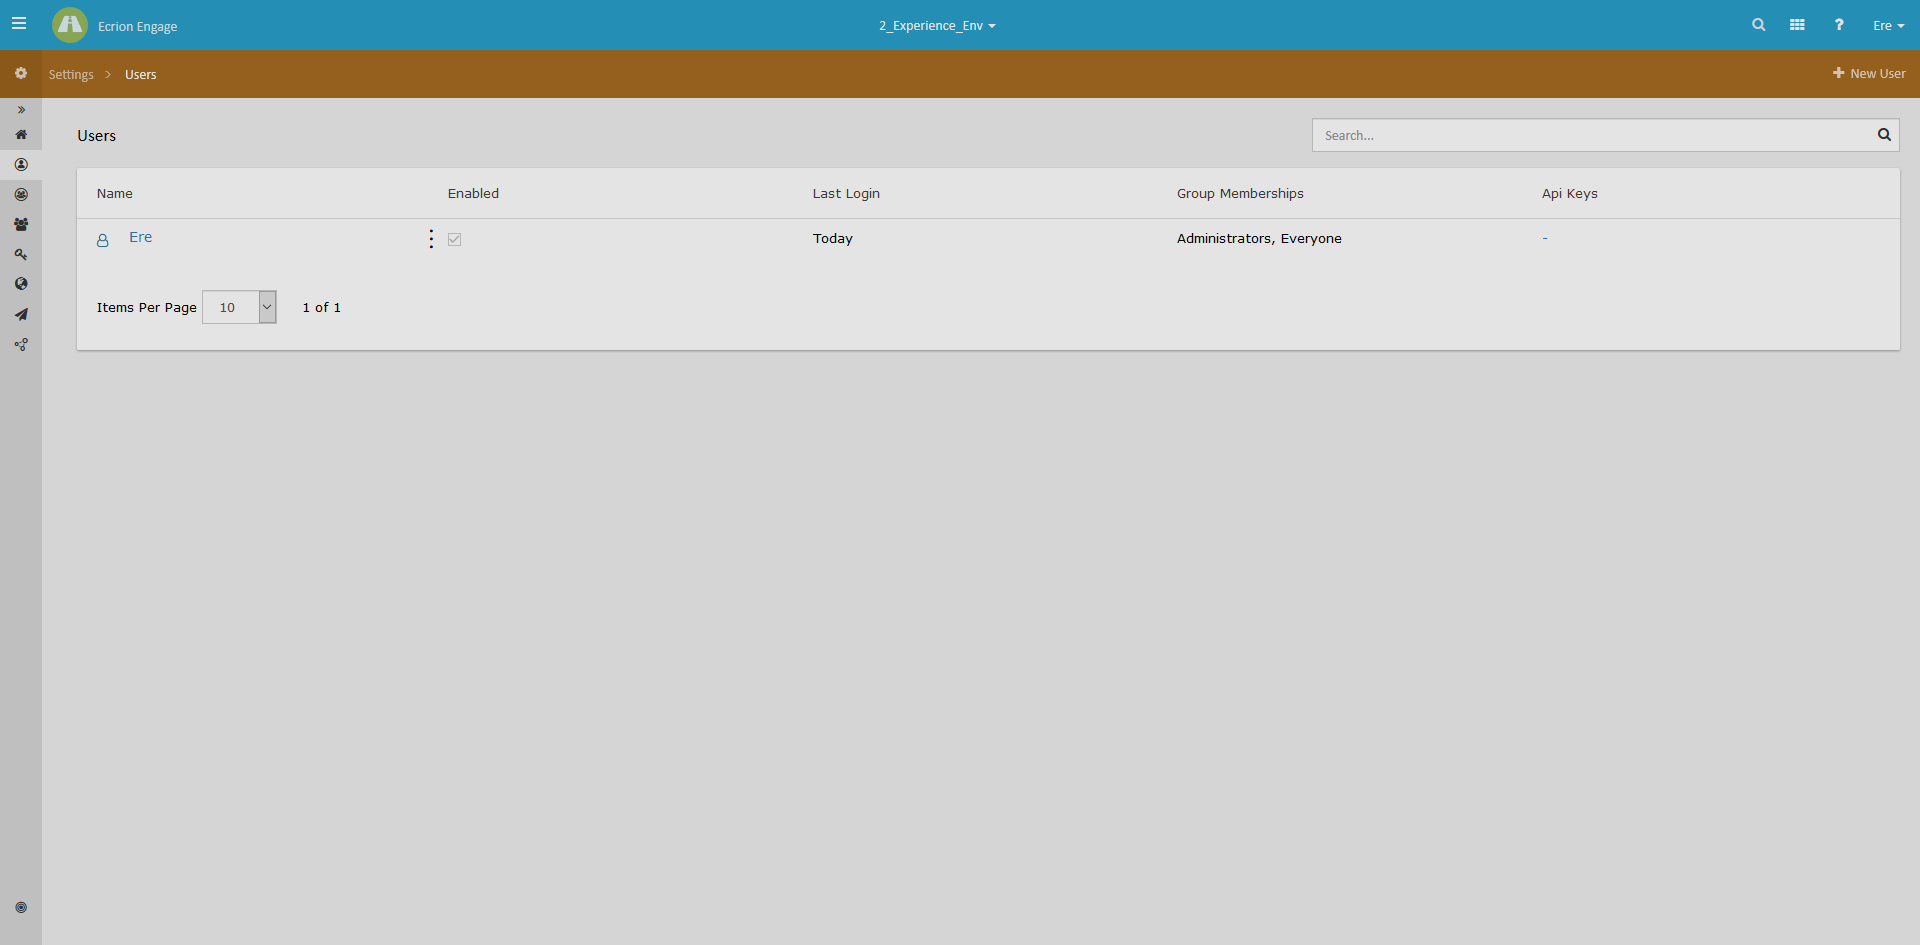 Ecrion Engage
2_Experience_Env
Ere
Settings > Users
New User
Users
Search...
Name Enabled Last Login Group Memberships Api Keys
Ere Today Administrators, Everyone -
Items Per Page 10 1 of 1